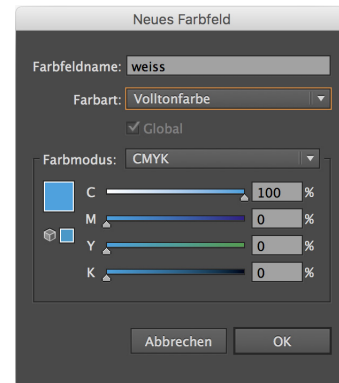 Neues Farbfeld
Farbfeldname: weiss
Farbart: Volltonfarbe
Global
Farbmodus: CMYK
C 100 %
M 0 %
Y 0 %
K 0 %
Abbrechen OK